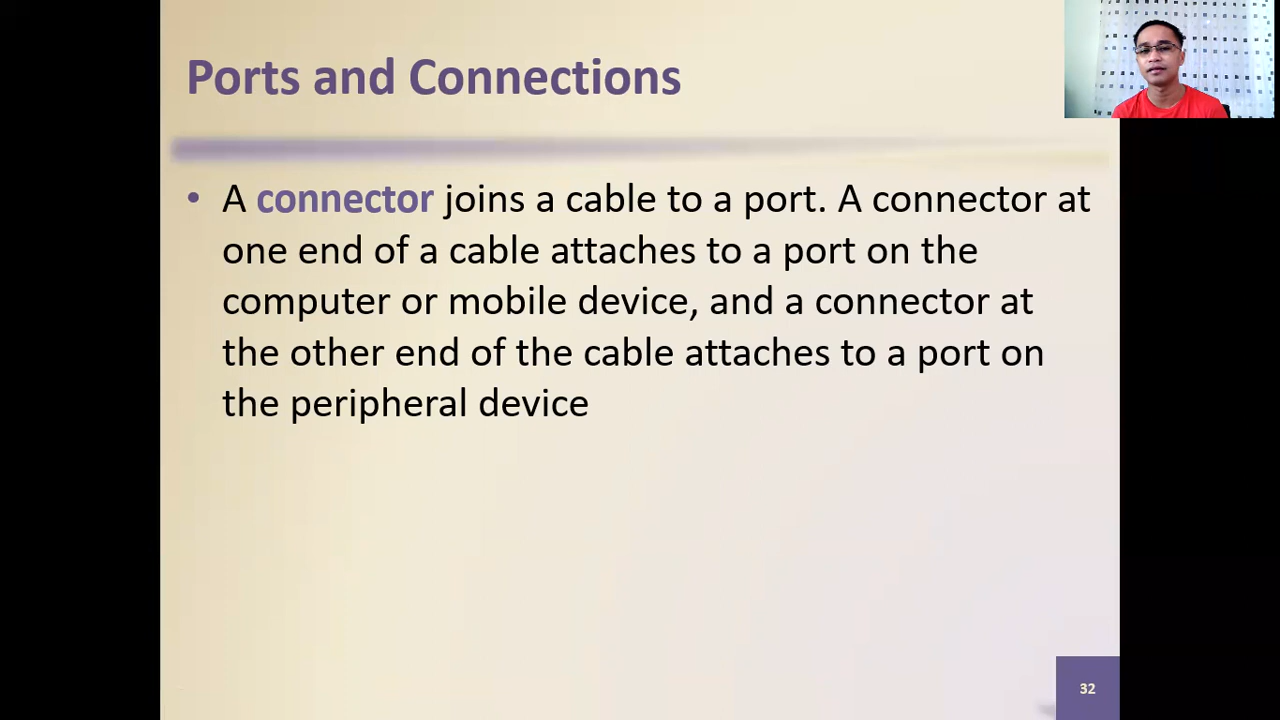 Ports and Connections
• A connector joins a cable to a port. A connector at
one end of a cable attaches to a port on the
computer or mobile device, and a connector at
the other end of the cable attaches to a port on
the peripheral device
32